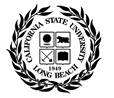 CALIFORNIA STATE UNIVERSITY
1949
LONG BEACH